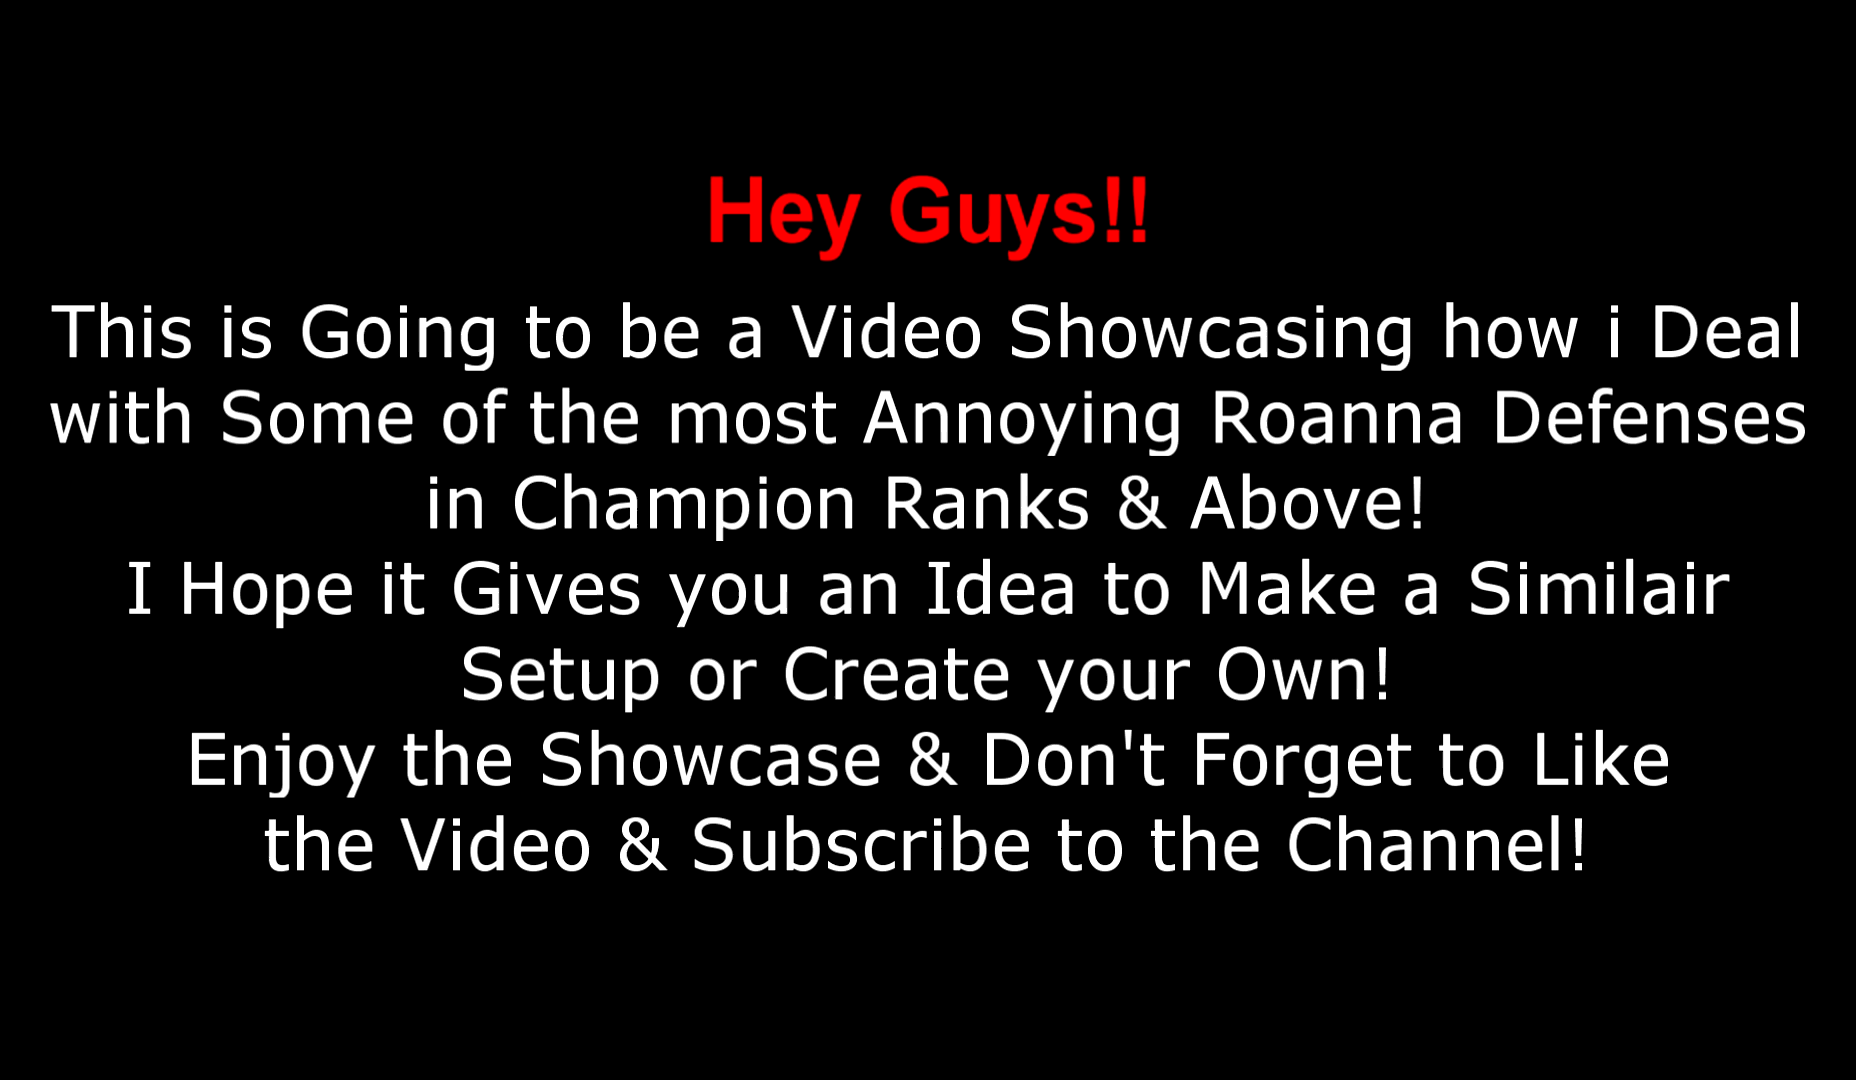 Hey Guys!!
This is Going to be a Video Showcasing how i Deal
with Some of the most Annoying Roanna Defenses
in Champion Ranks & Above!
I Hope it Gives you an Idea to Make a Similair
Setup or Create your Own!
Enjoy the Showcase & Don't Forget to Like
the Video & Subscribe to the Channel!